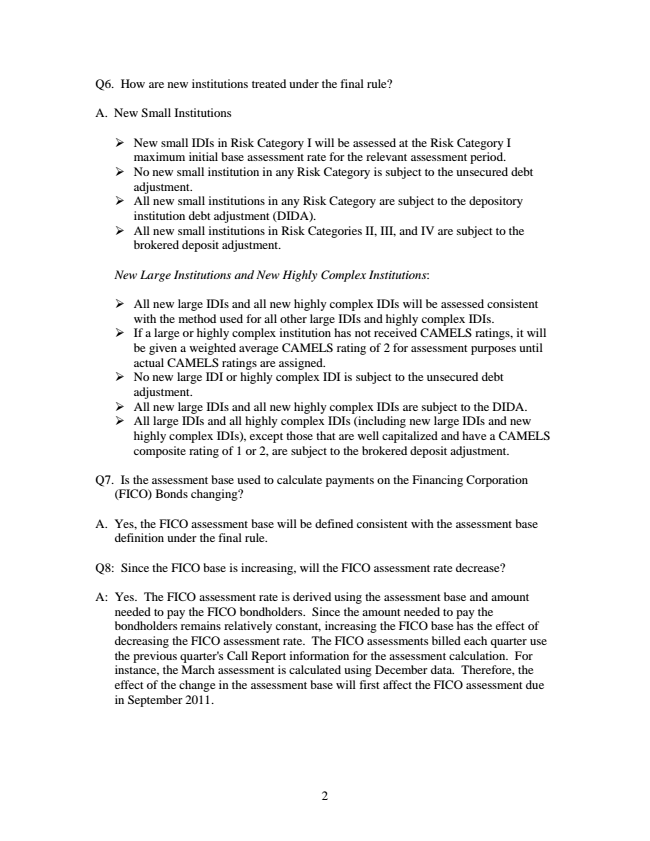 Q6.  How are new institutions treated under the final rule?
A.  New Small Institutions
➢ New small IDIs in Risk Category I will be assessed at the Risk Category I
maximum initial base assessment rate for the relevant assessment period.
➢ No new small institution in any Risk Category is subject to the unsecured debt
adjustment.
➢ All new small institutions in any Risk Category are subject to the depository
institution debt adjustment (DIDA).
➢ All new small institutions in Risk Categories II, III, and IV are subject to the
brokered deposit adjustment.
New Large Institutions and New Highly Complex Institutions:
➢ All new large IDIs and all new highly complex IDIs will be assessed consistent
with the method used for all other large IDIs and highly complex IDIs.
➢ If a large or highly complex institution has not received CAMELS ratings, it will
be given a weighted average CAMELS rating of 2 for assessment purposes until
actual CAMELS ratings are assigned.
➢ No new large IDI or highly complex IDI is subject to the unsecured debt
adjustment.
➢ All new large IDIs and all new highly complex IDIs are subject to the DIDA.
➢ All large IDIs and all highly complex IDIs (including new large IDIs and new
highly complex IDIs), except those that are well capitalized and have a CAMELS
composite rating of 1 or 2, are subject to the brokered deposit adjustment.
Q7.  Is the assessment base used to calculate payments on the Financing Corporation
(FICO) Bonds changing?
A.  Yes, the FICO assessment base will be defined consistent with the assessment base
definition under the final rule.
Q8:  Since the FICO base is increasing, will the FICO assessment rate decrease?
A:  Yes.  The FICO assessment rate is derived using the assessment base and amount
needed to pay the FICO bondholders.  Since the amount needed to pay the
bondholders remains relatively constant, increasing the FICO base has the effect of
decreasing the FICO assessment rate.  The FICO assessments billed each quarter use
the previous quarter's Call Report information for the assessment calculation.  For
instance, the March assessment is calculated using December data.  Therefore, the
effect of the change in the assessment base will first affect the FICO assessment due
in September 2011.
2